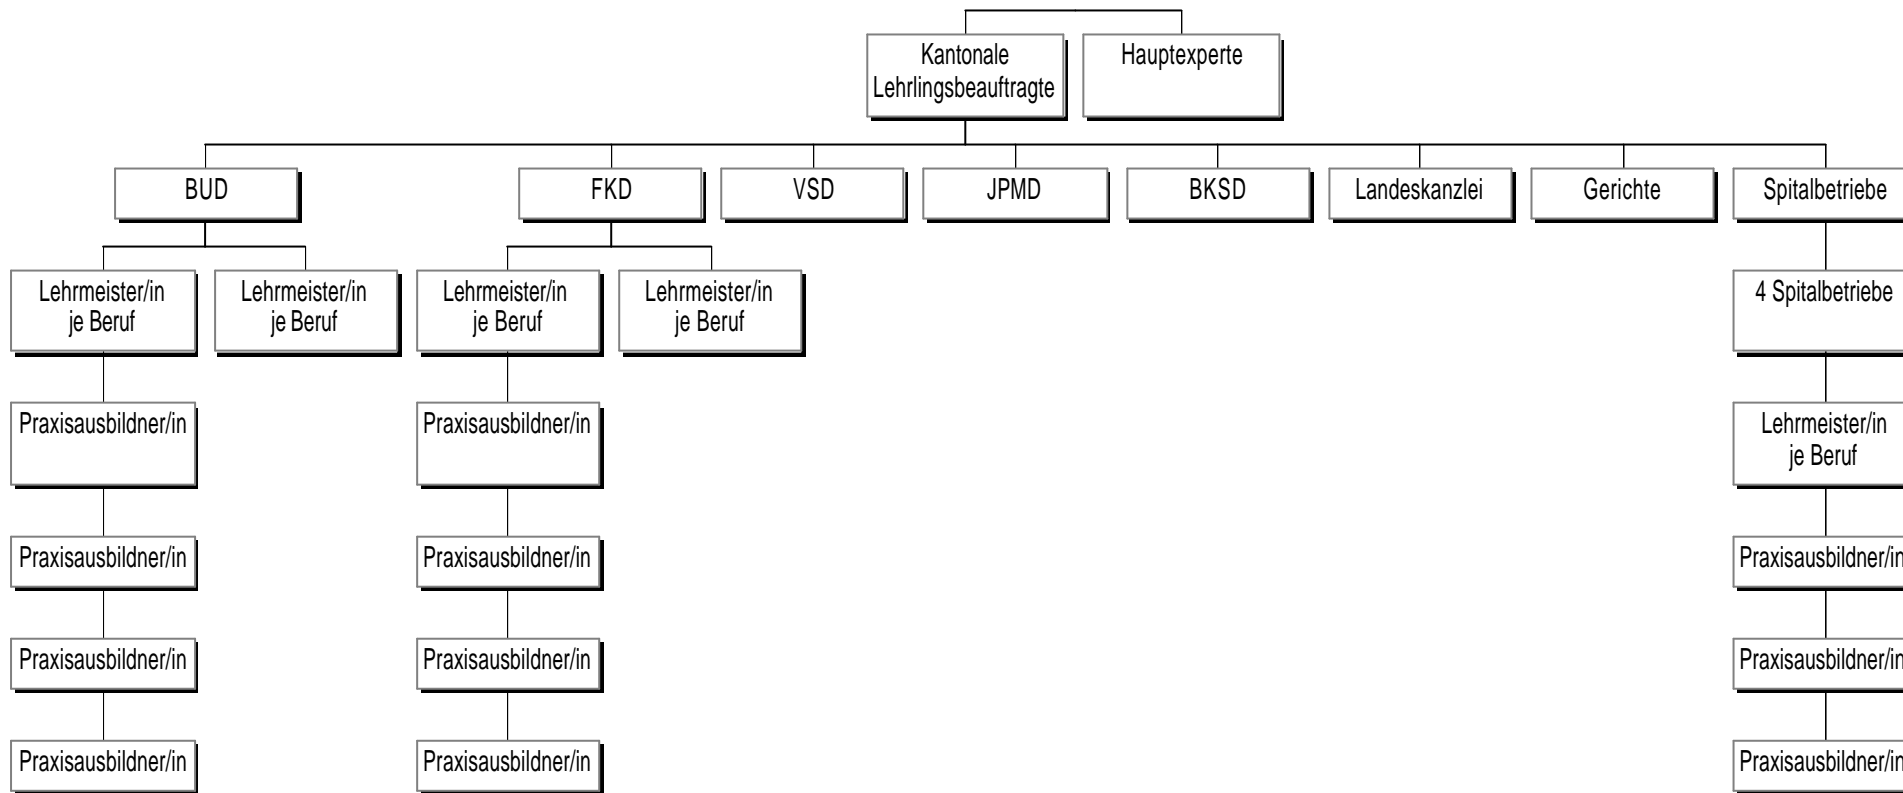 Kantonale
Lehrlingsbeauftragte
Hauptexperte
BUD
FKD
VSD
JPMD
BKSD
Landeskanzlei
Gerichte
Spitalbetriebe
Lehrmeister/in
je Beruf
Lehrmeister/in
je Beruf
Lehrmeister/in
je Beruf
Lehrmeister/in
je Beruf
4 Spitalbetriebe
Praxisausbildner/in
Praxisausbildner/in
Lehrmeister/in
je Beruf
Praxisausbildner/in
Praxisausbildner/in
Praxisausbildner/in
Praxisausbildner/in
Praxisausbildner/in
Praxisausbildner/in
Praxisausbildner/in
Praxisausbildner/in
Praxisausbildner/in